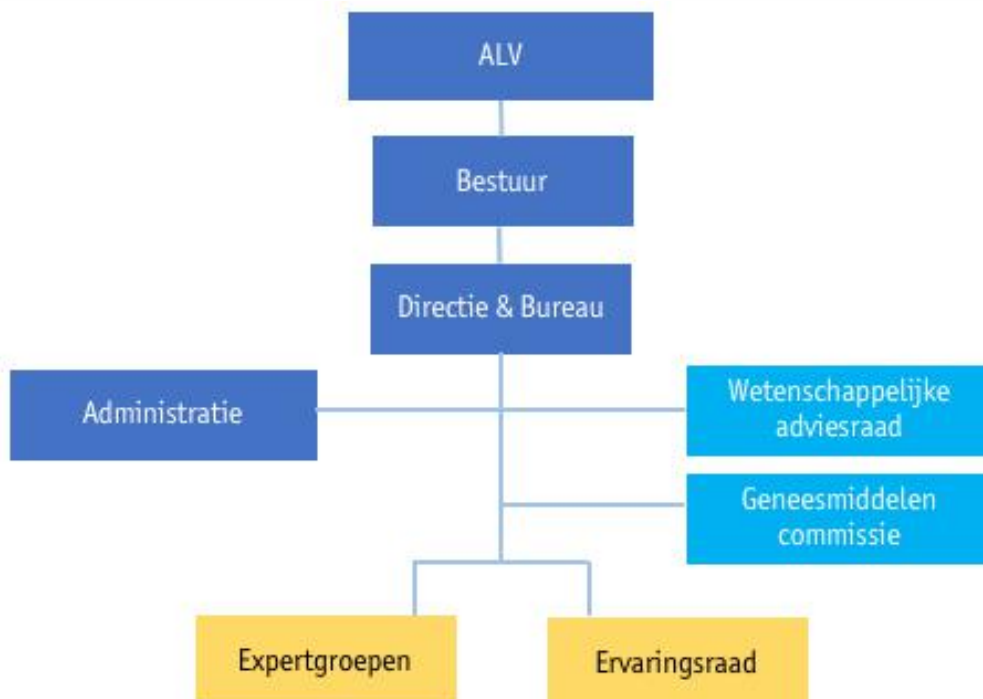 ALV
Bestuur
Directie & Bureau
Administratie
Wetenschappelijke
adviesraad
Geneesmiddelen
commissie
Expertgroepen
Ervaringsraad